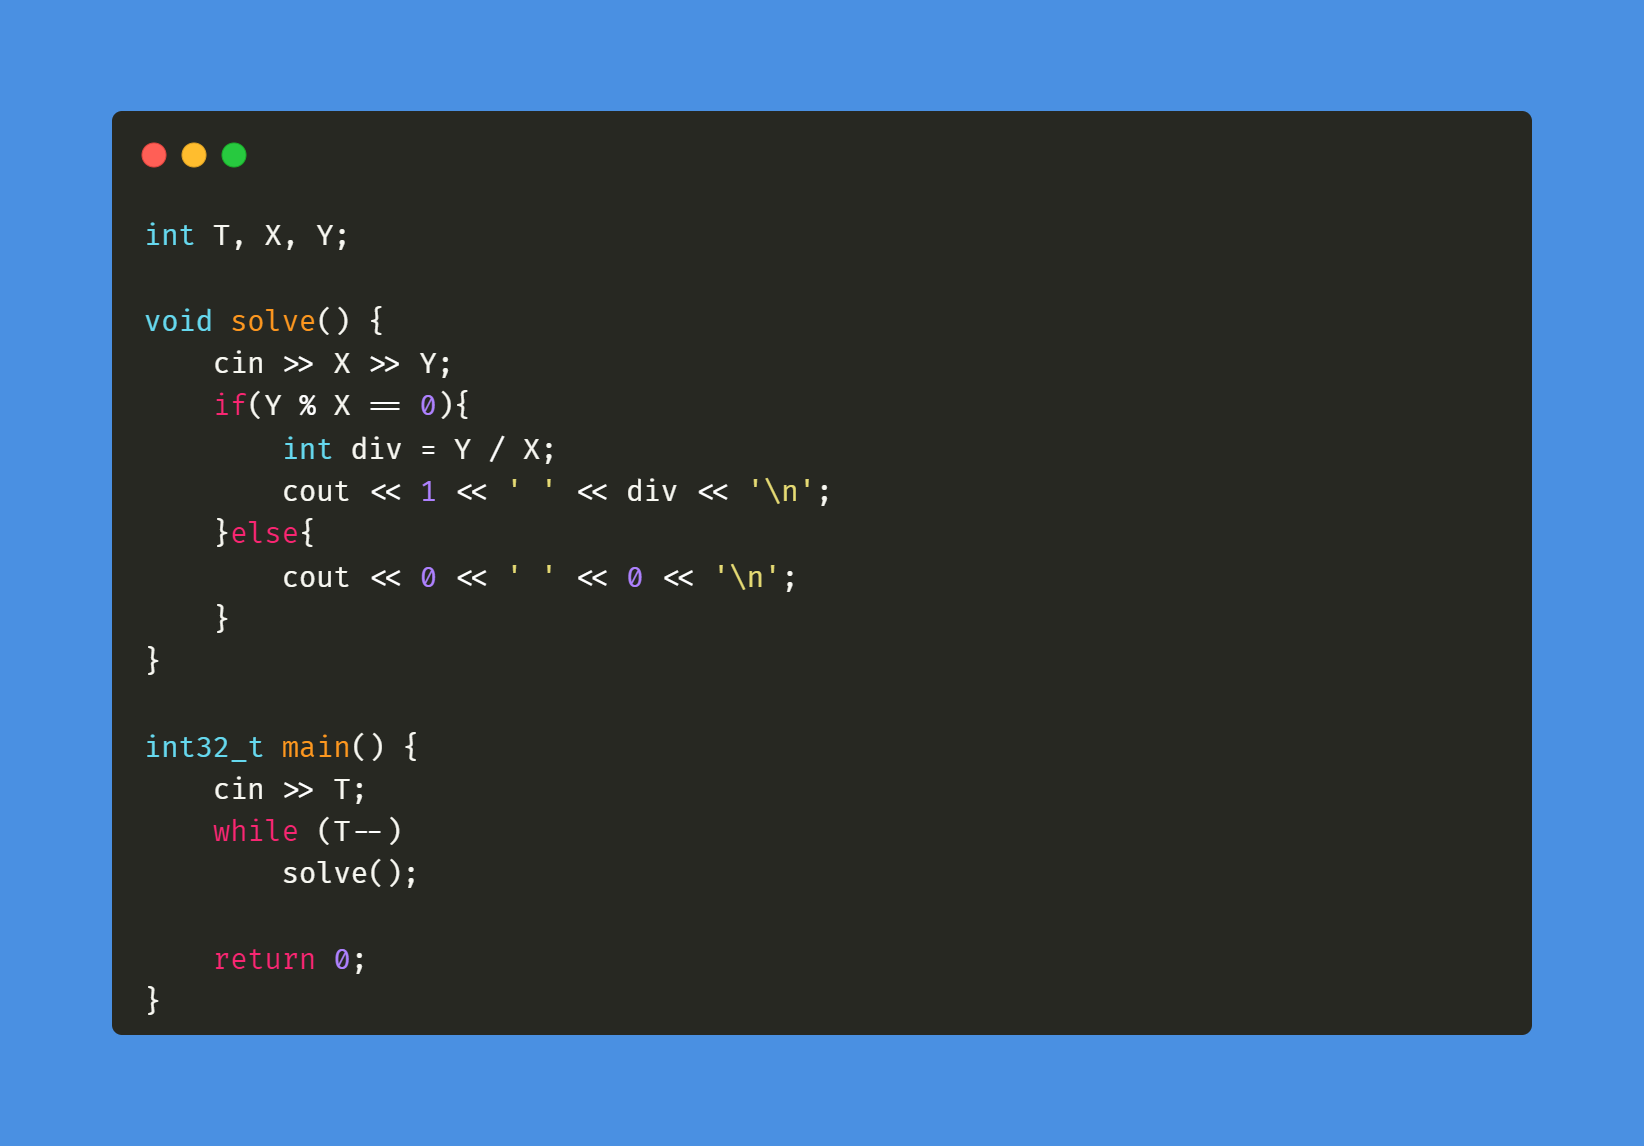 int T, X, Y;
void solve() {
    cin >> X >> Y;
    if(Y % X == 0){
        int div = Y / X;
        cout << 1 << ' ' << div << '\n';
    }else{
        cout << 0 << ' ' << 0 << '\n';
    }
}
int32_t main() {
    cin >> T;
    while (T--)
        solve();
    return 0;
}